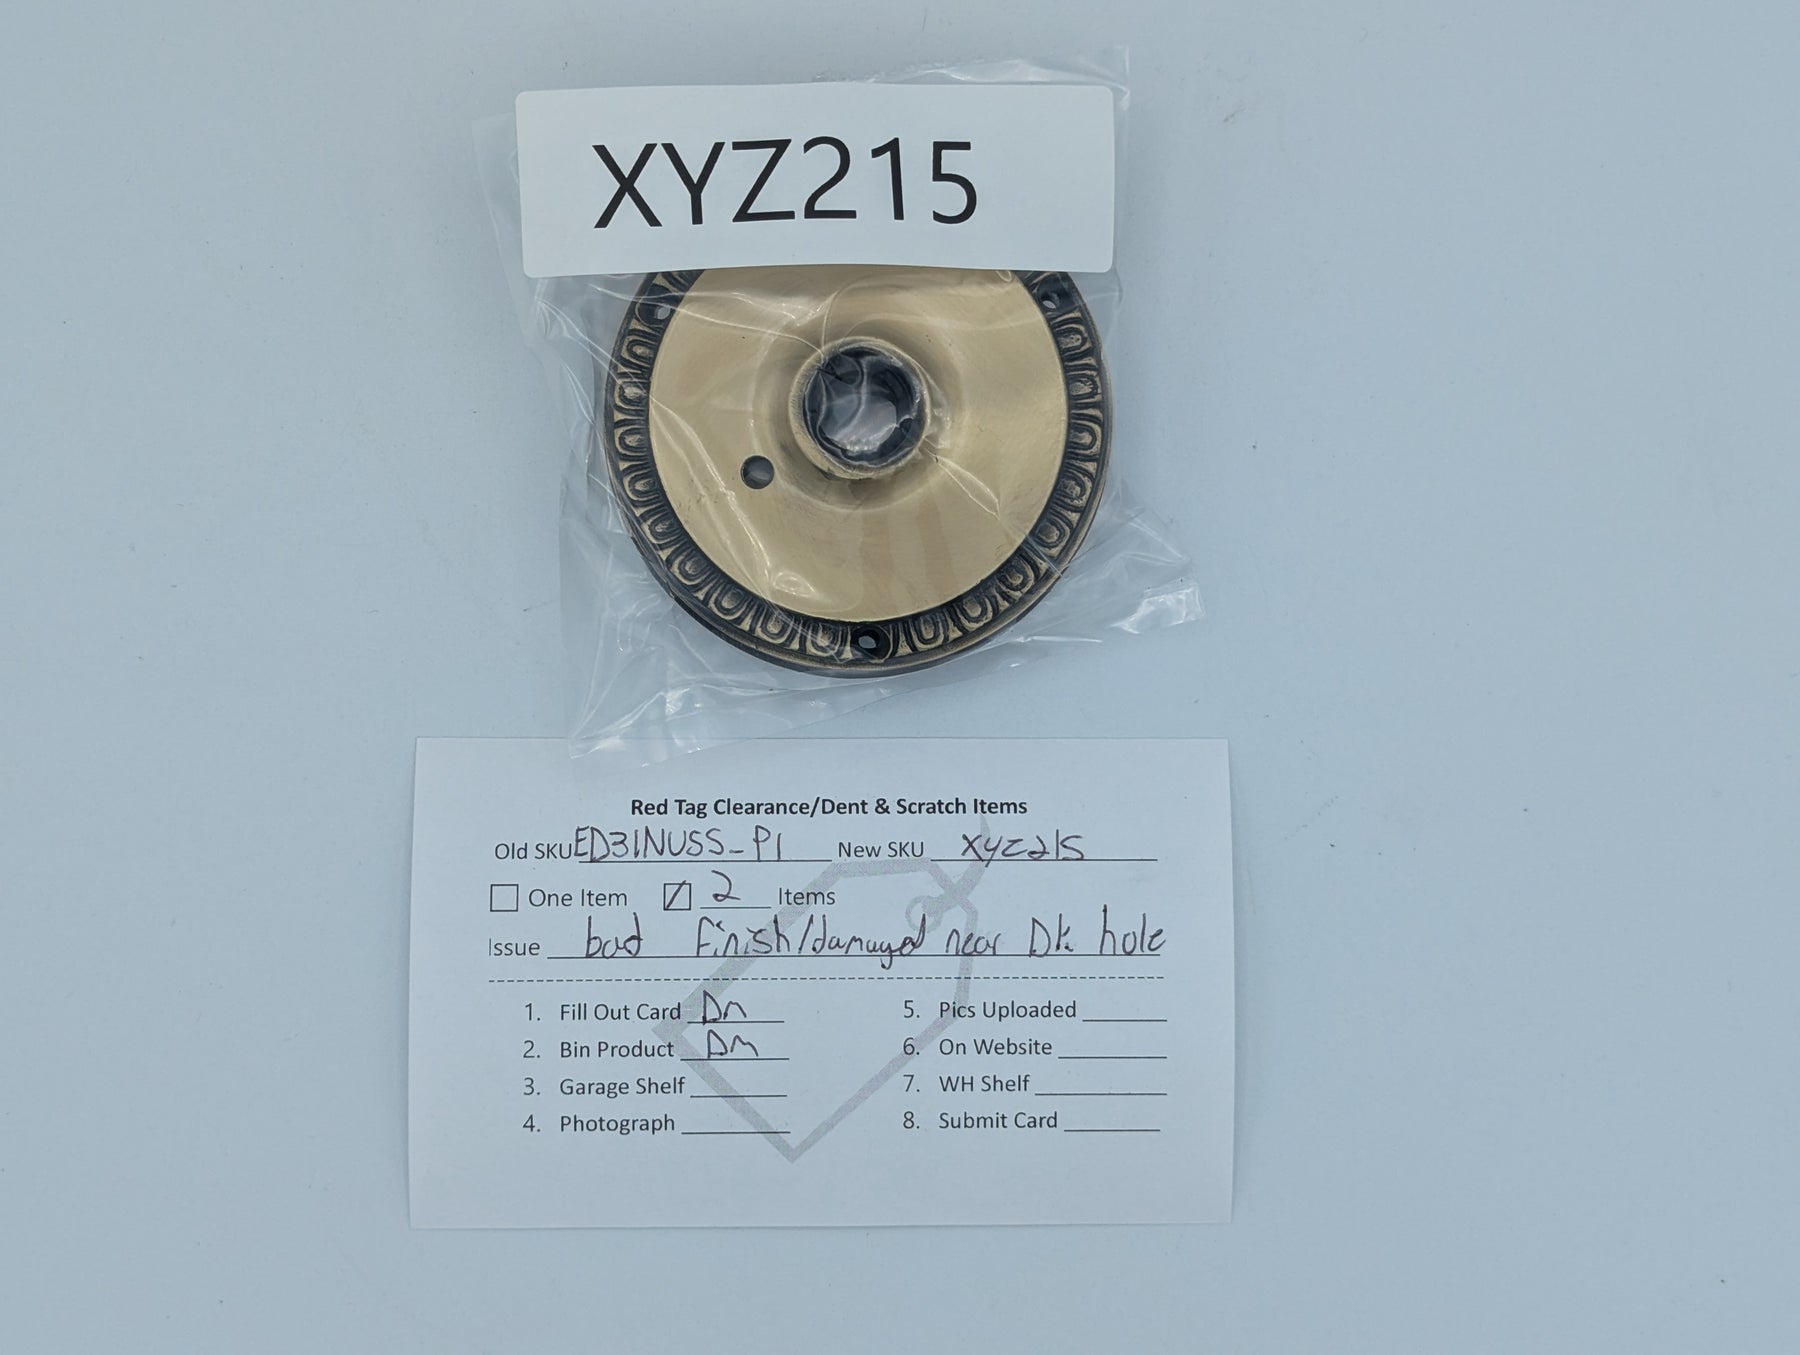 XYZ215
Red Tag Clearance/Dent & Scratch Items
Old SKU ED31NUSS_P1 New SKU XYZ215
One Item 2 Items
Issue bad finish/damaged near Dk. hole
1. Fill Out Card DM
2. Bin Product DM
3. Garage Shelf
4. Photograph
5. Pics Uploaded
6. On Website
7. WH Shelf
8. Submit Card